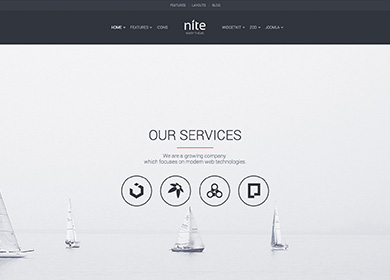 FEATURES LAYOUTS BLOG
nite
HOME FEATURES ICONS WIDGETKIT ZOO JOOMLA
OUR SERVICES
We are a growing company
which focuses on modern web technologies.